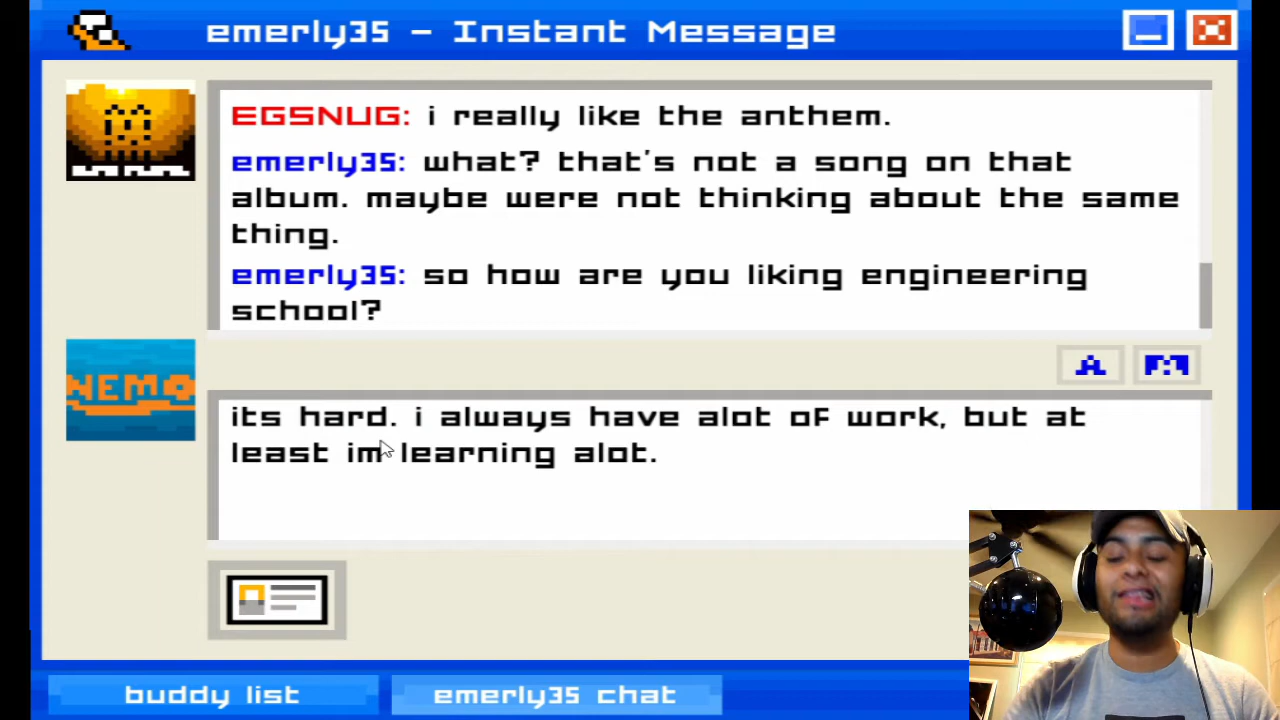 emerly35 - Instant Message
EGSNUG: i really like the anthem.
emerly35: what? that's not a song on that
album. maybe were not thinking about the same
thing.
emerly35: so how are you liking engineering
school?
NEMO
A
its hard. i always have alot of work, but at
least im learning alot.
buddy list
emerly35 chat